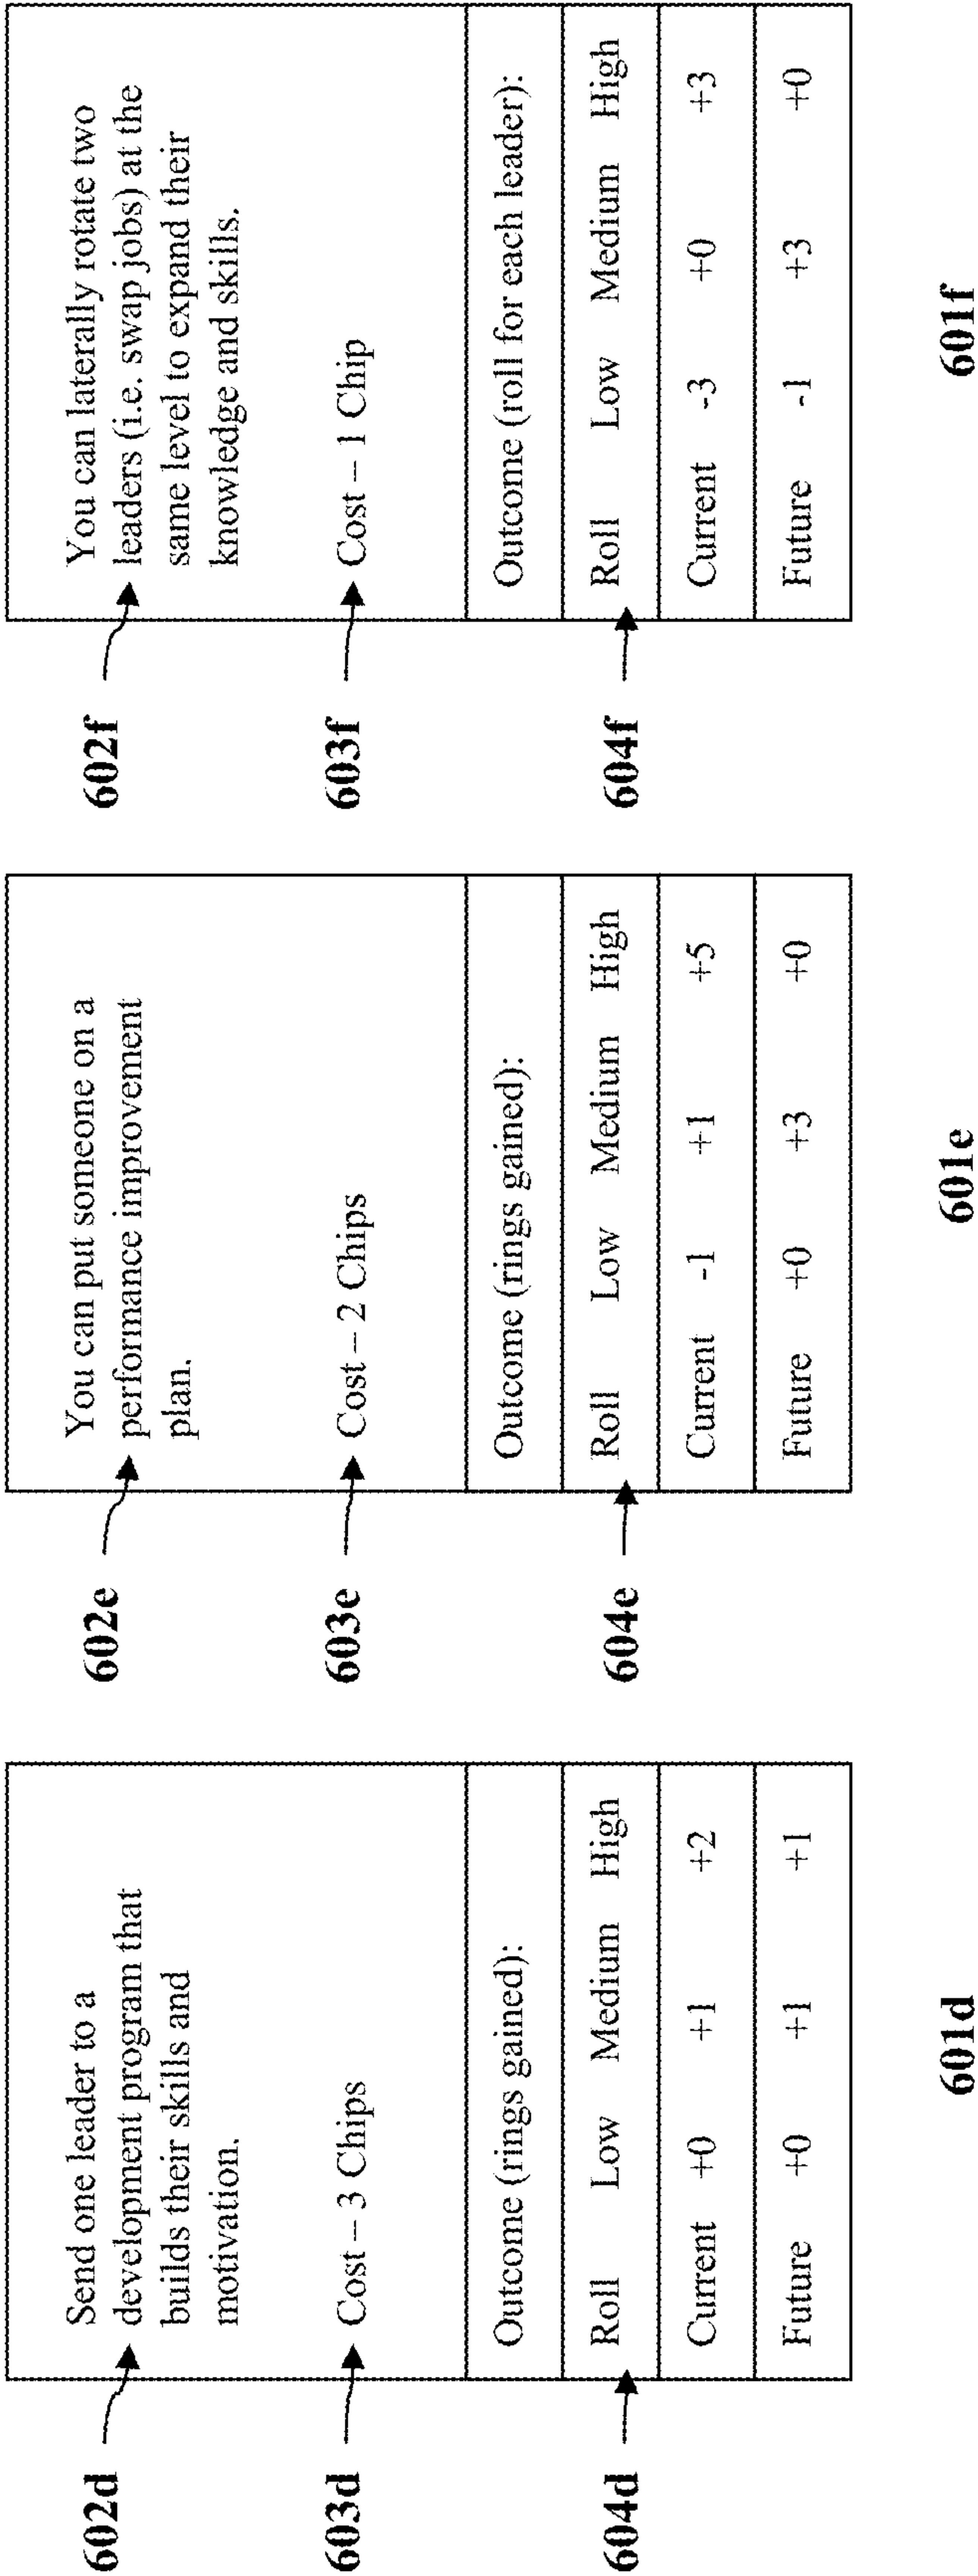 602d
Send one leader to a
development program that
builds their skills and
motivation.
603d
Cost – 3 Chips
Outcome (rings gained):
604d
Roll Low Medium High
Current +0 +1 +2
Future +0 +1 +1
601d
602e
You can put someone on a
performance improvement
plan.
603e
Cost – 2 Chips
Outcome (rings gained):
604e
Roll Low Medium High
Current -1 +1 +5
Future +0 +3 +0
601e
602f
You can laterally rotate two
leaders (i.e. swap jobs) at the
same level to expand their
knowledge and skills.
603f
Cost – 1 Chip
Outcome (roll for each leader):
604f
Roll Low Medium High
Current -3 +0 +3
Future -1 +3 +0
601f